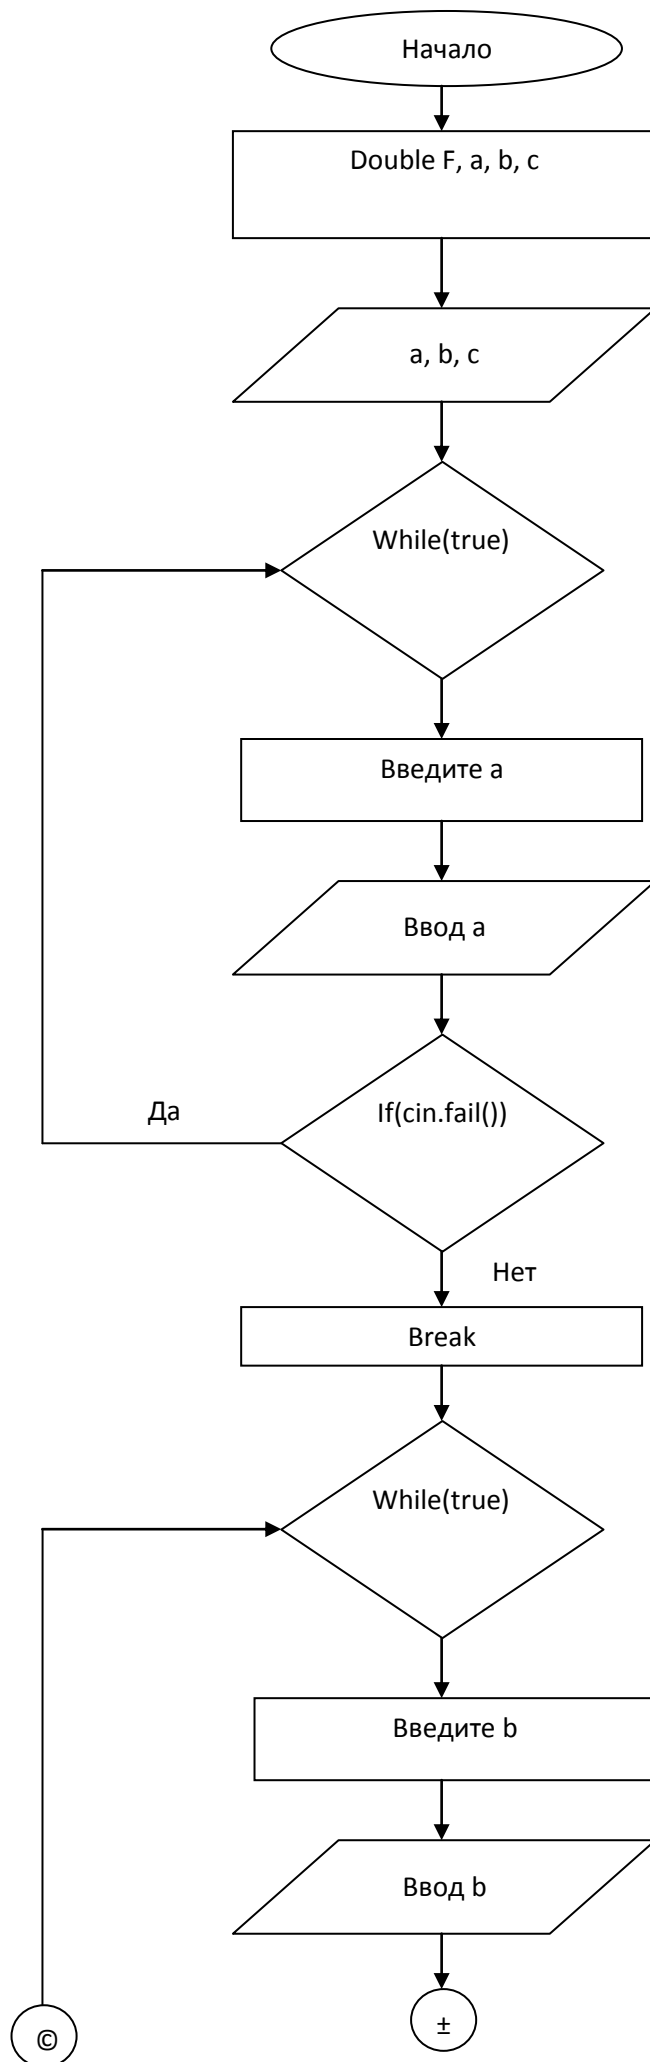 Начало
Double F, a, b, c
a, b, c
While(true)
Введите a
Ввод a
If(cin.fail())
Да
Нет
Break
While(true)
Введите b
Ввод b
©
±